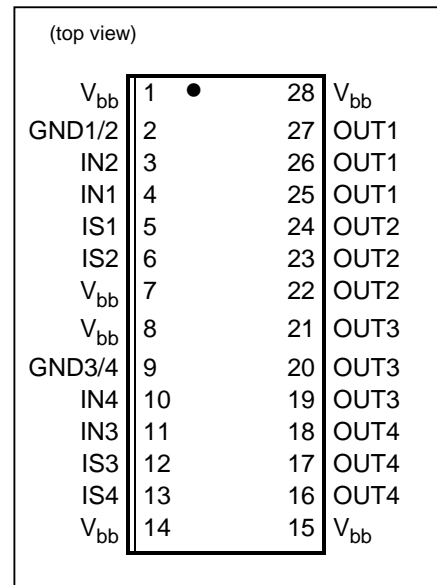 (top view)
Vbb 1 28 Vbb
GND1/2 2 27 OUT1
IN2 3 26 OUT1
IN1 4 25 OUT1
IS1 5 24 OUT2
IS2 6 23 OUT2
Vbb 7 22 OUT2
Vbb 8 21 OUT3
GND3/4 9 20 OUT3
IN4 10 19 OUT3
IN3 11 18 OUT4
IS3 12 17 OUT4
IS4 13 16 OUT4
Vbb 14 15 Vbb